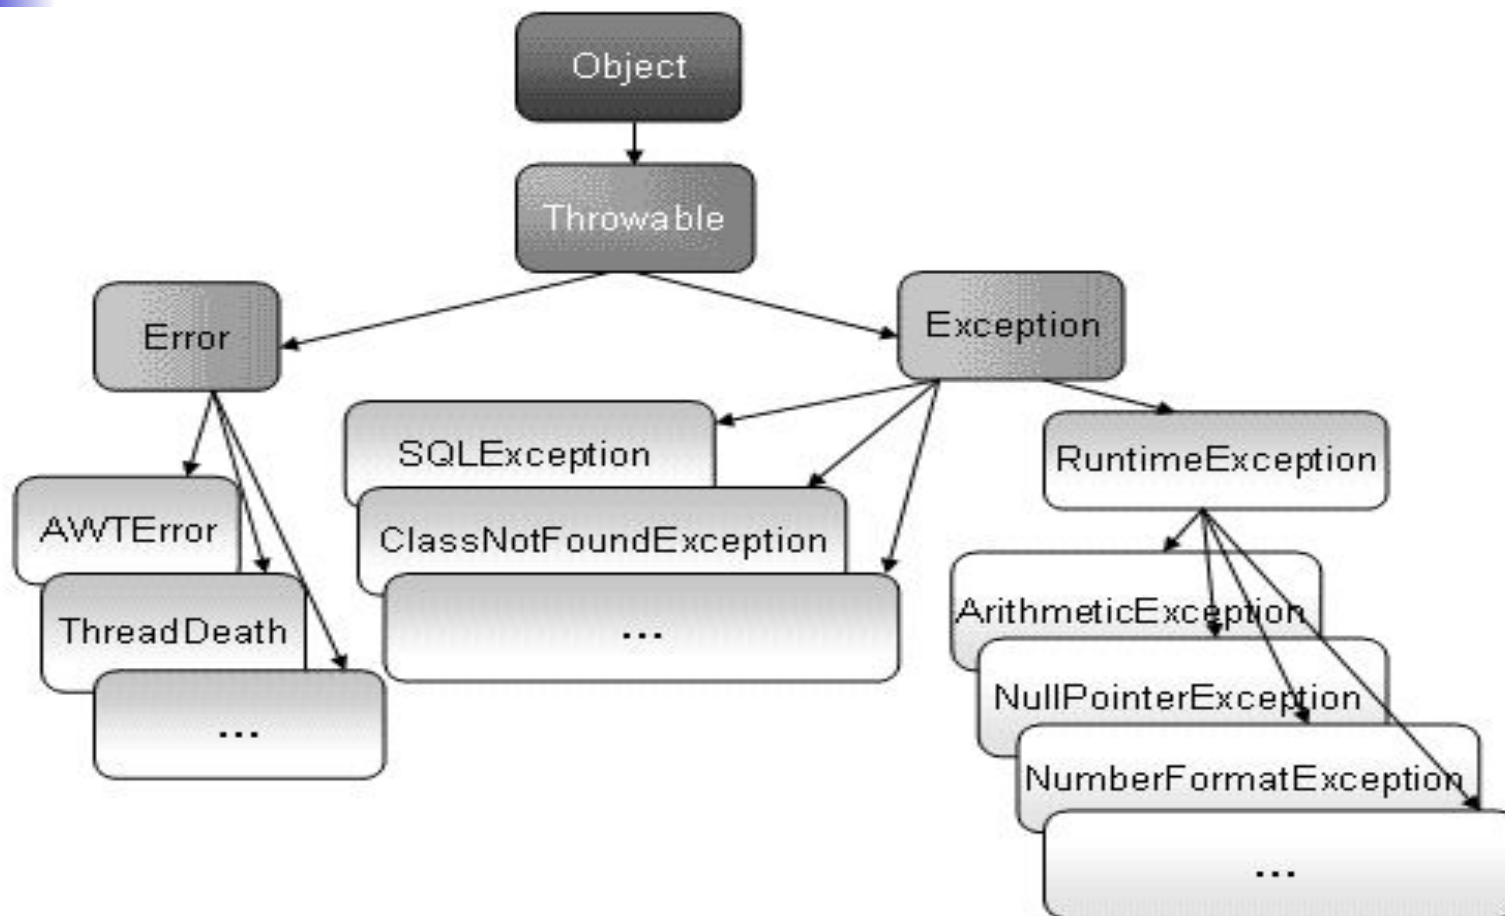 Object
Throwable
Error
Exception
SQLException
RuntimeException
AWTError
ClassNotFoundException
ThreadDeath
...
ArithmeticException
NullPointerException
...
NumberFormatException
...